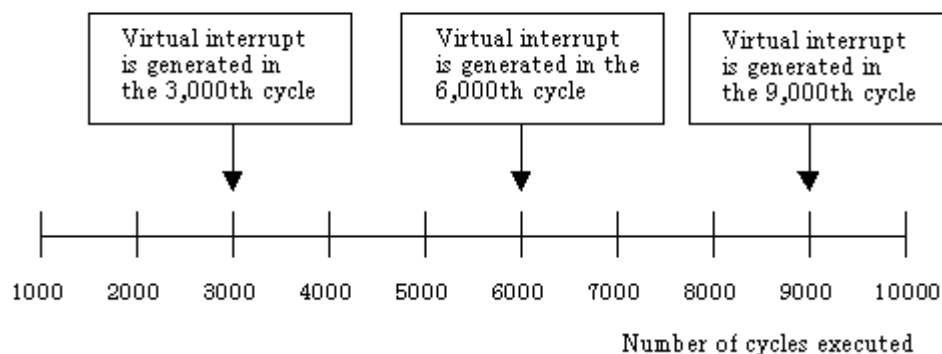 Virtual interrupt
is generated in
the 3,000th cycle
Virtual interrupt
is generated in the
6,000th cycle
Virtual interrupt
is generated in
the 9,000th cycle
1000 2000 3000 4000 5000 6000 7000 8000 9000 10000
Number of cycles executed